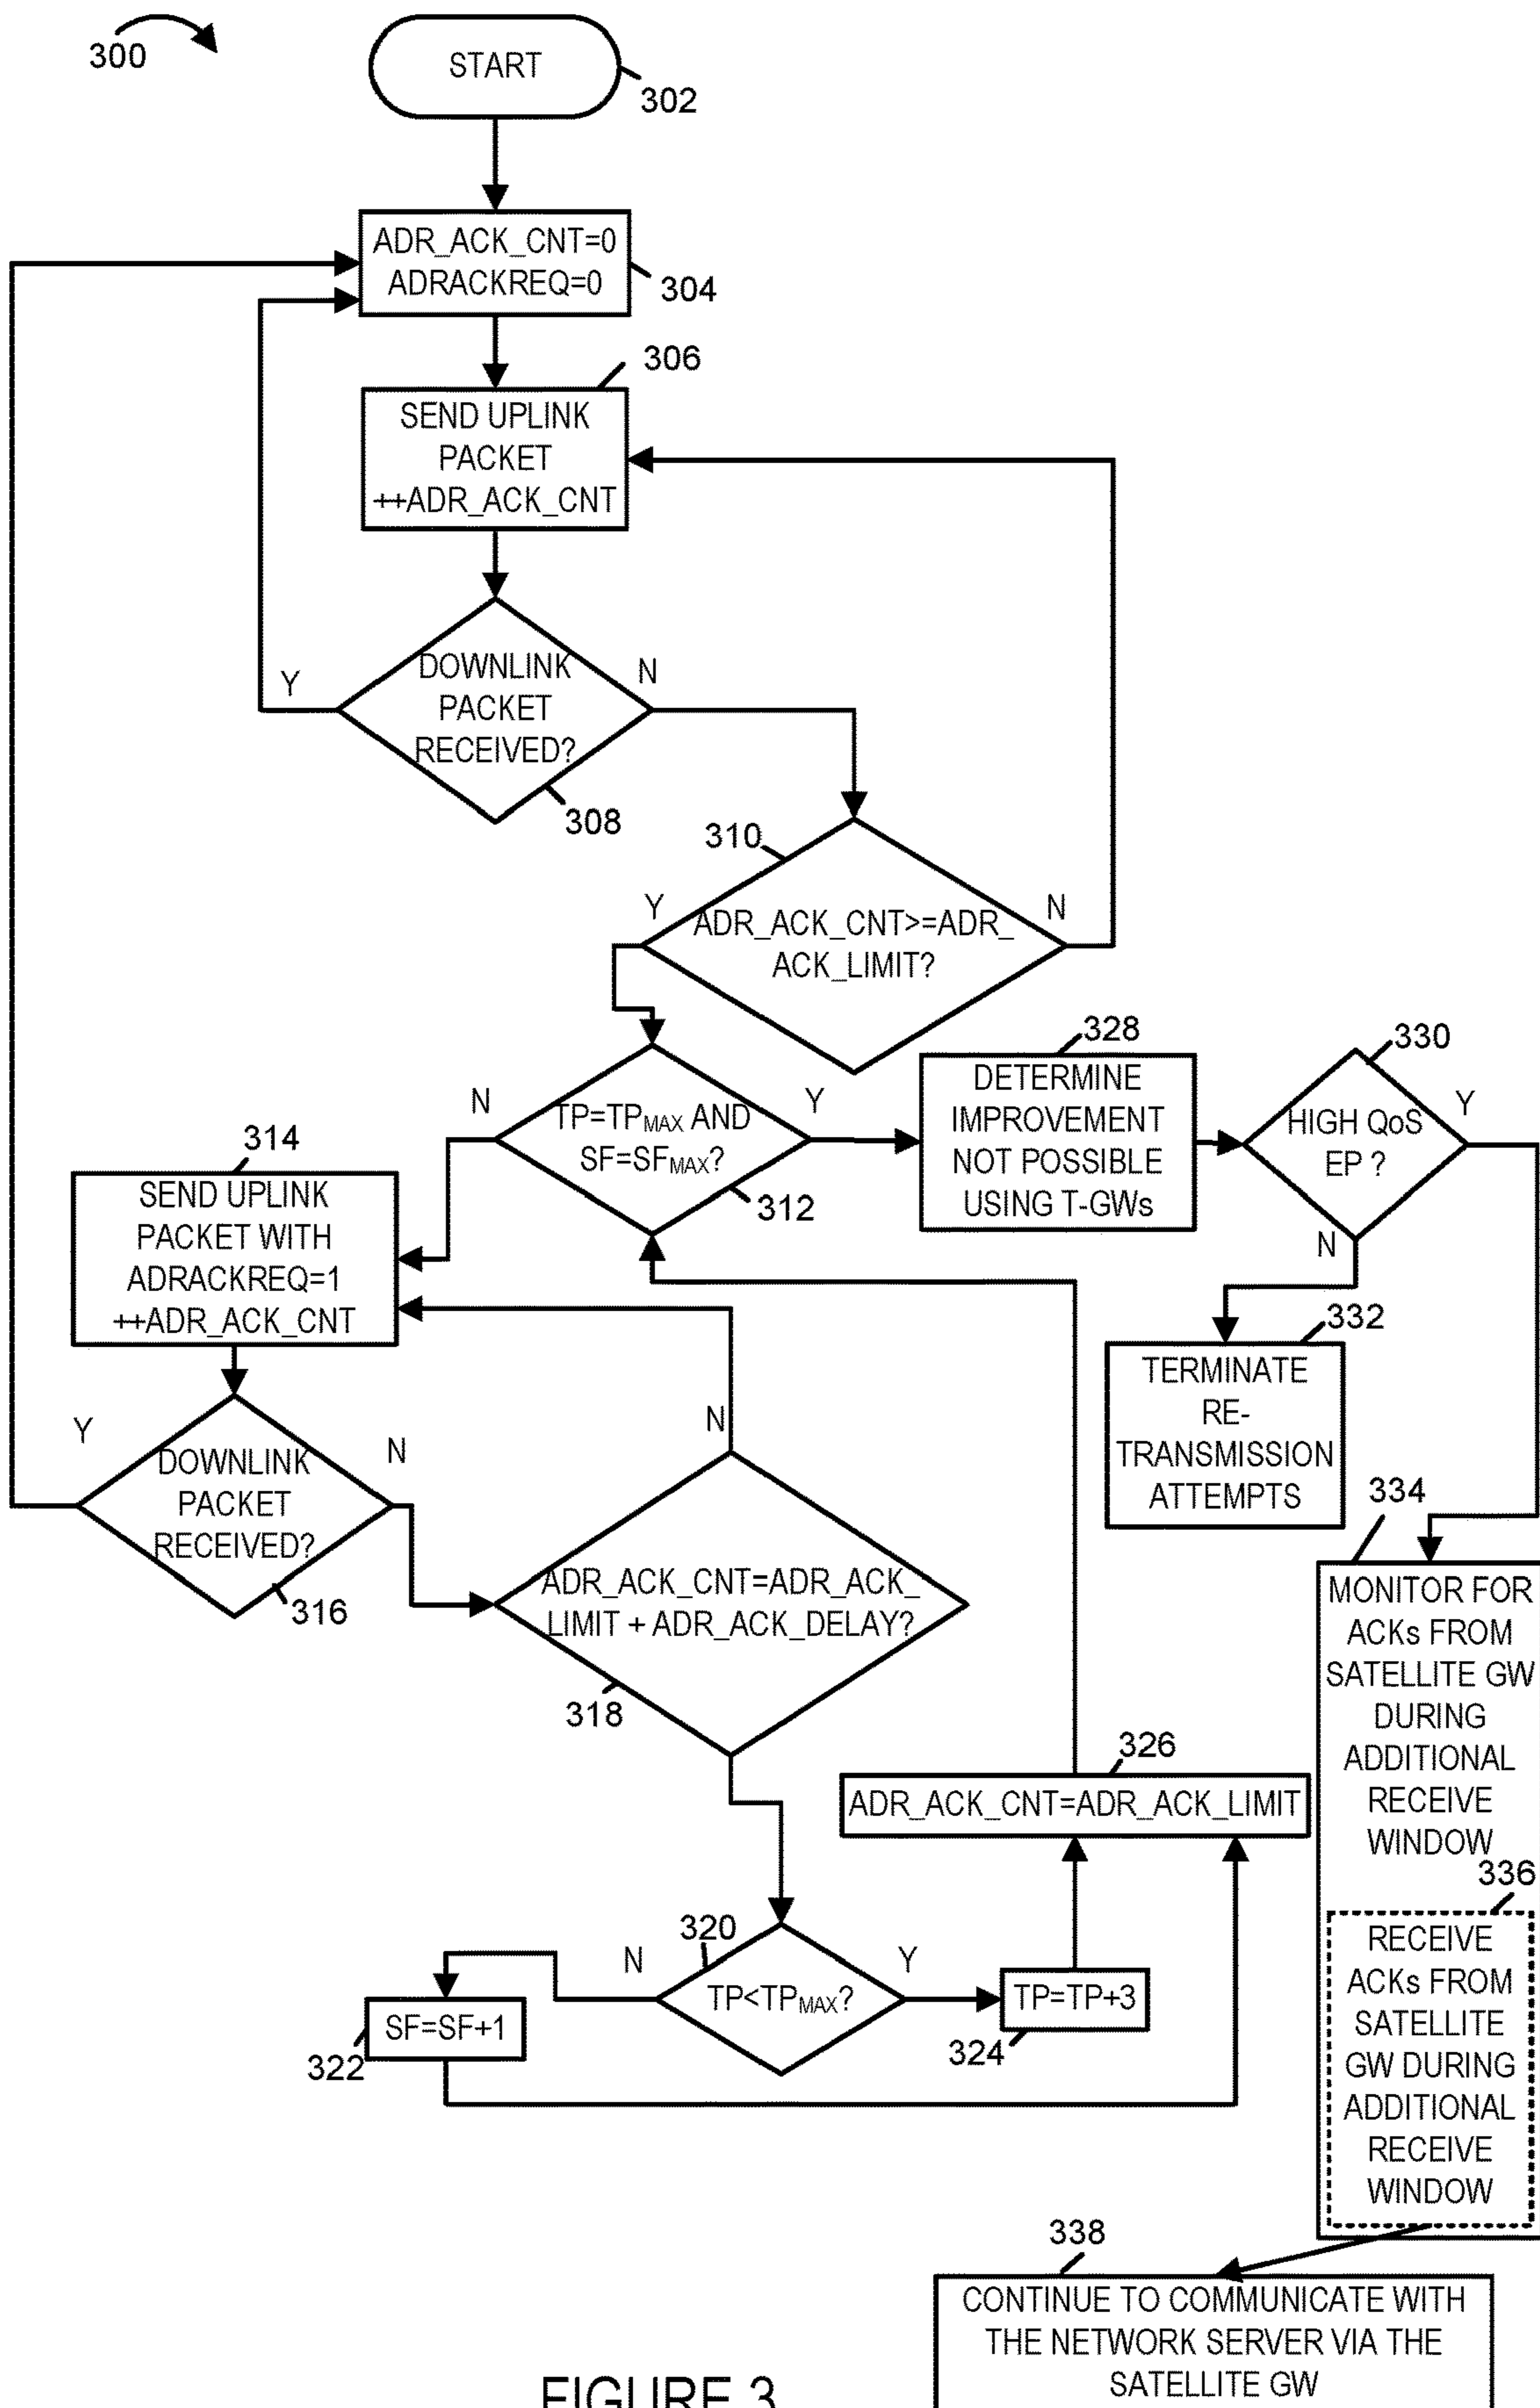 300
START
302
ADR_ACK_CNT=0
ADRACKREQ=0
304
306
SEND UPLINK
PACKET
++ADR_ACK_CNT
DOWNLINK
PACKET
RECEIVED?
Y
N
308
310
ADR_ACK_CNT>=ADR_
ACK_LIMIT?
Y
N
TP=TPMAX AND
SF=SFMAX?
N
Y
312
328
DETERMINE
IMPROVEMENT
NOT POSSIBLE
USING T-GWs
330
HIGH QoS
EP ?
Y
N
332
TERMINATE
RE-
TRANSMISSION
ATTEMPTS
314
SEND UPLINK
PACKET WITH
ADRACKREQ=1
++ADR_ACK_CNT
DOWNLINK
PACKET
RECEIVED?
Y
N
316
N
ADR_ACK_CNT=ADR_ACK_
LIMIT + ADR_ACK_DELAY?
318
320
TP<TPMAX?
N
Y
SF=SF+1
322
TP=TP+3
324
326
ADR_ACK_CNT=ADR_ACK_LIMIT
334
MONITOR FOR
ACKs FROM
SATELLITE GW
DURING
ADDITIONAL
RECEIVE
WINDOW
336
RECEIVE
ACKs FROM
SATELLITE
GW DURING
ADDITIONAL
RECEIVE
WINDOW
338
CONTINUE TO COMMUNICATE WITH
THE NETWORK SERVER VIA THE
SATELLITE GW
FIGURE 3